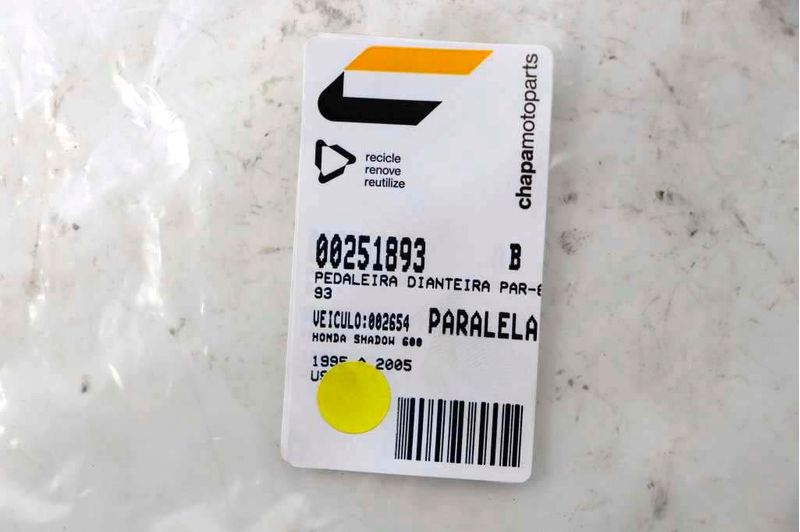 chapamotoparts
recicle
renove
reutilize
00251893 B
PEDALEIRA DIANTEIRA PAR-
93
VEICULO:002654 PARALELA
HONDA SHADOW 600
1995 A 2005